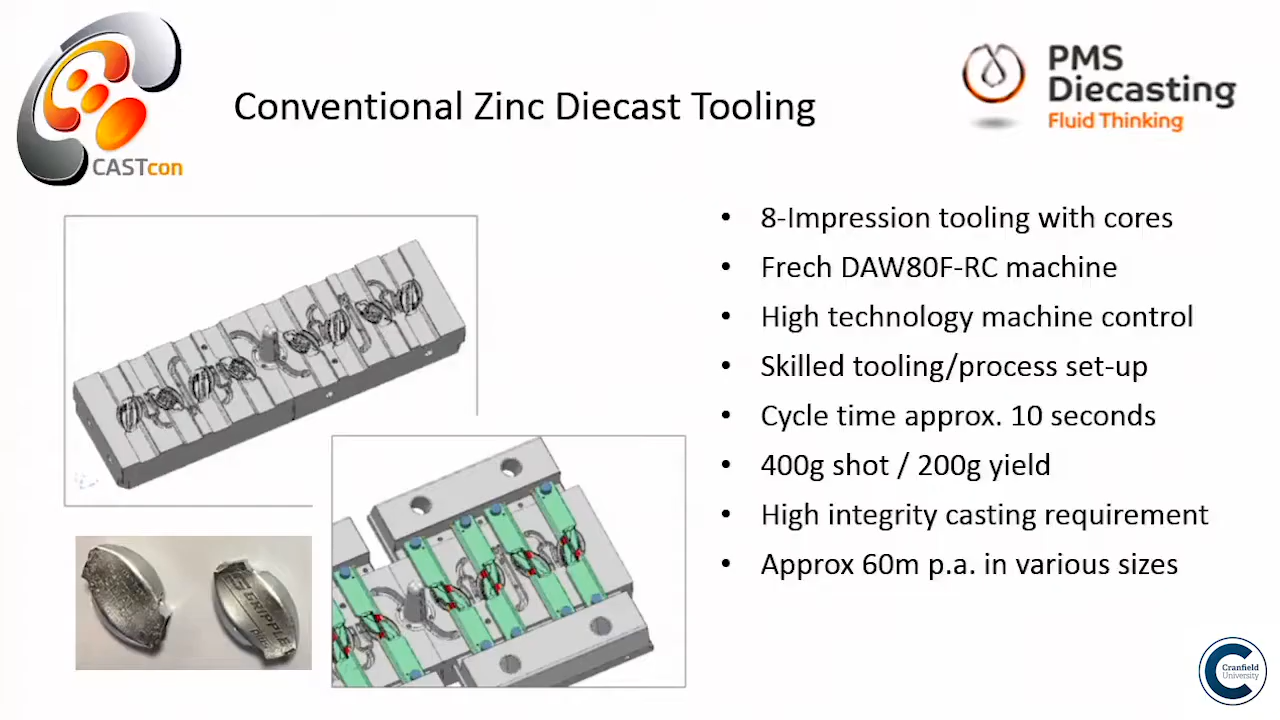 CASTcon
Conventional Zinc Diecast Tooling
PMS
Diecasting
Fluid Thinking
• 8-Impression tooling with cores
• Frech DAW80F-RC machine
• High technology machine control
• Skilled tooling/process set-up
• Cycle time approx. 10 seconds
• 400g shot / 200g yield
• High integrity casting requirement
• Approx 60m p.a. in various sizes
GRIPPLE
Cranfield
University